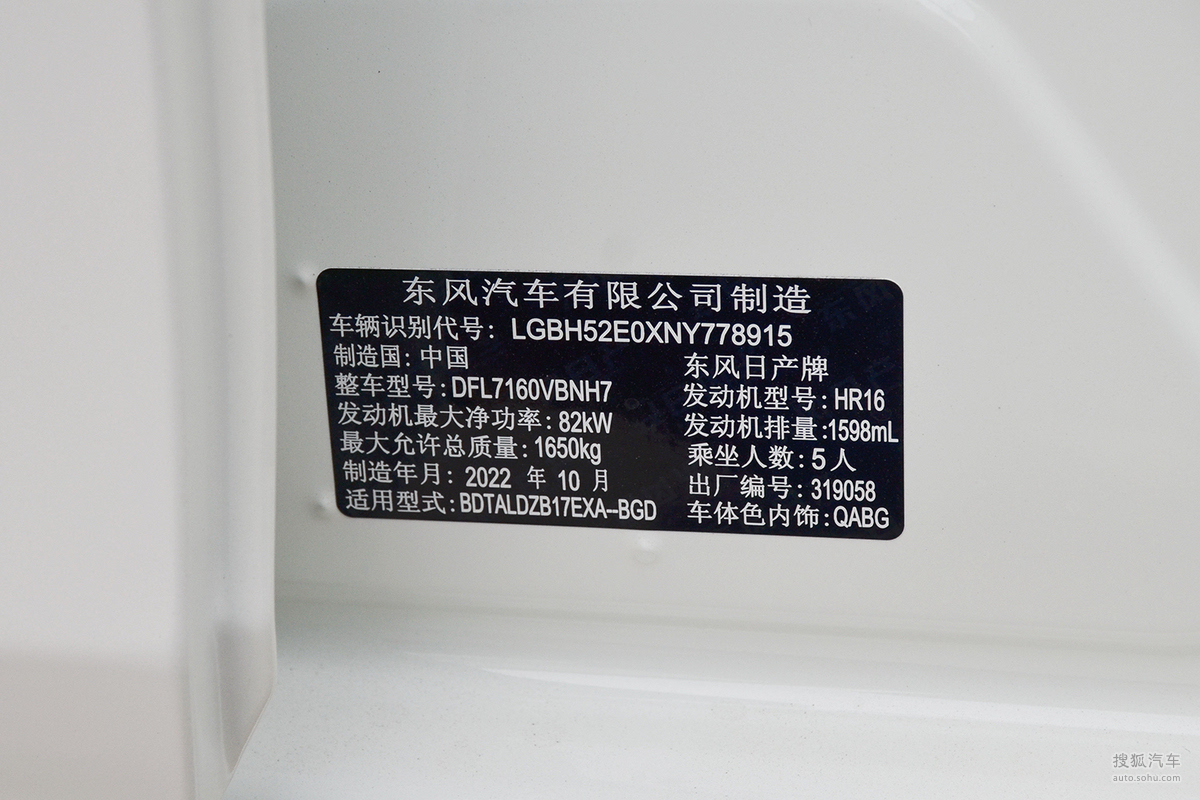 东风汽车有限公司制造
车辆识别代号: LGBH52E0XNY778915
制造国: 中国
东风日产牌
整车型号: DFL7160VBNH7
发动机型号: HR16
发动机最大净功率: 82kW
发动机排量: 1598mL
最大允许总质量: 1650kg
乘坐人数: 5人
制造年月: 2022 年 10 月
出厂编号: 319058
适用型式: BDTALDZB17EXA--BGD
车体色内饰: QABG
搜狐汽车
auto.sohu.com